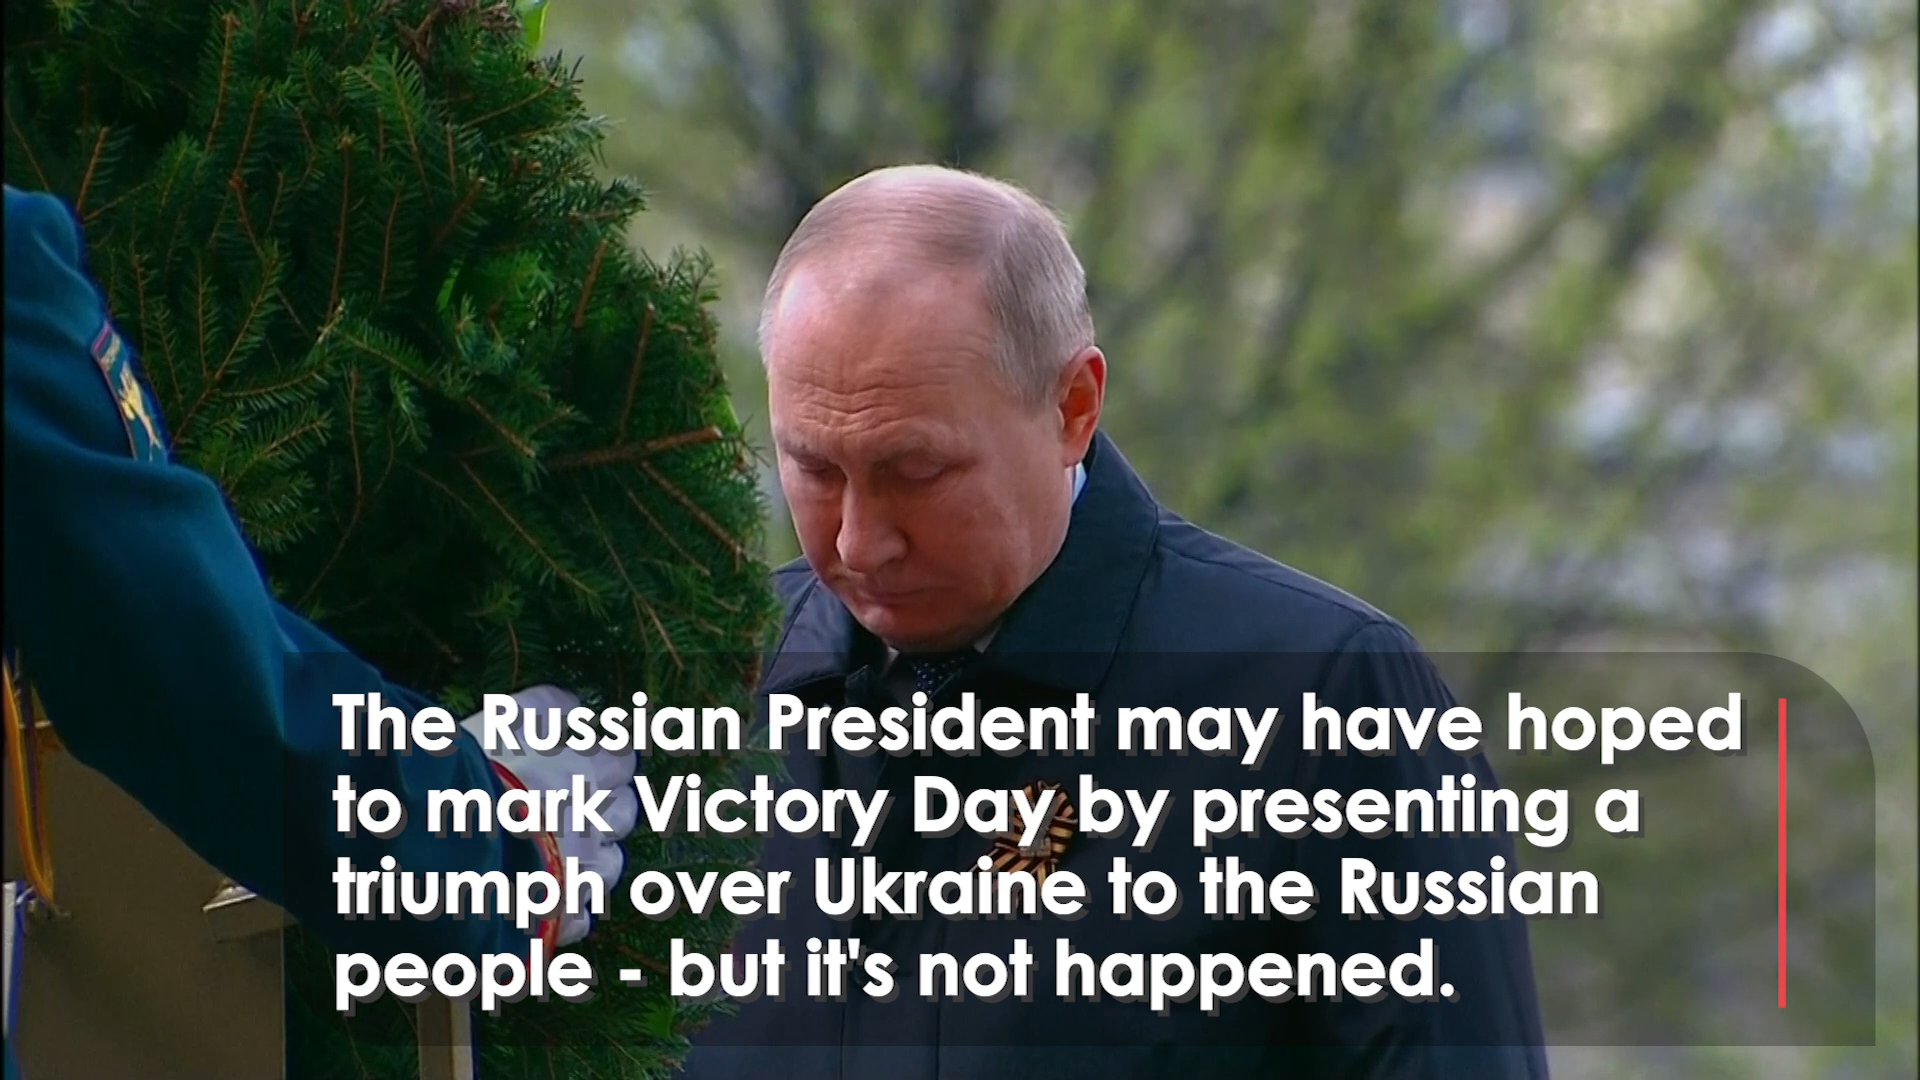 The Russian President may have hoped
to mark Victory Day by presenting a
triumph over Ukraine to the Russian
people - but it's not happened.